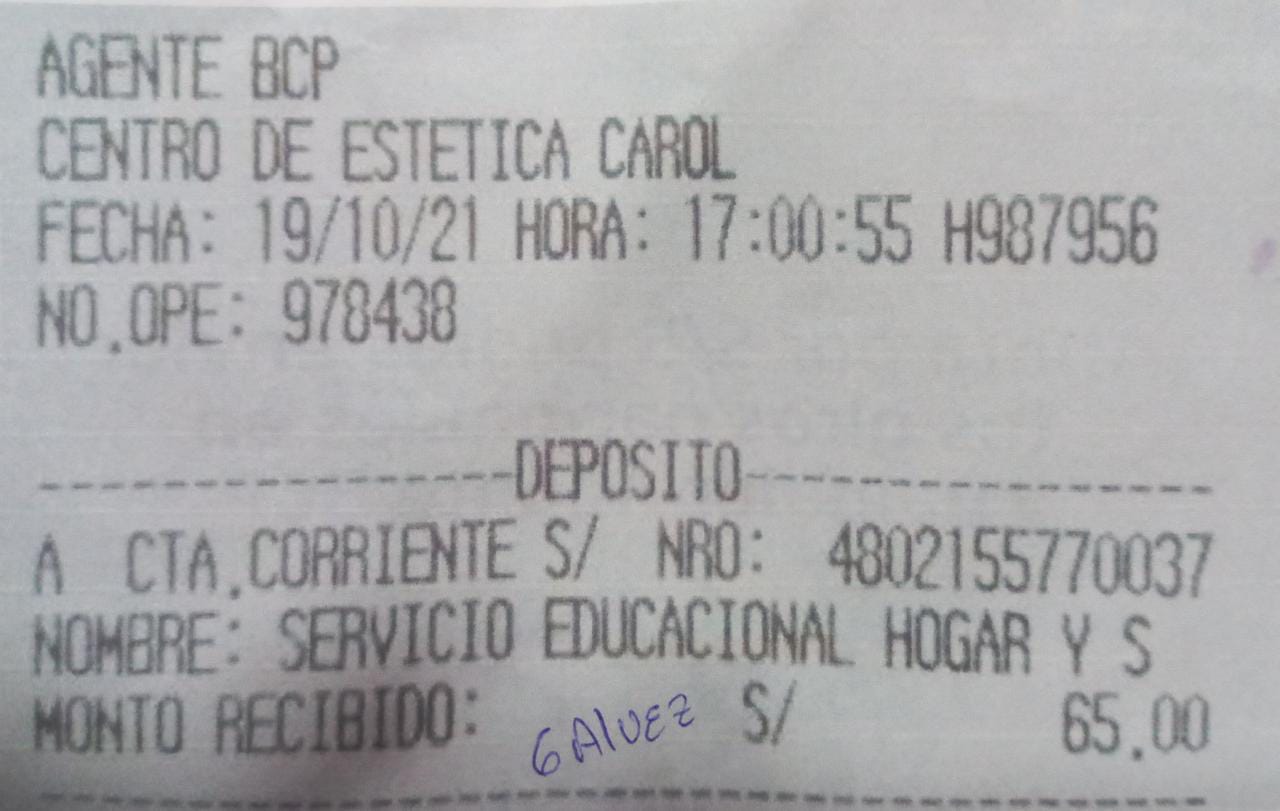 AGENTE BCP
CENTRO DE ESTETICA CAROL
FECHA: 19/10/21 HORA: 17:00:55 H987956
NO.OPE: 978438
-----------------DEPOSITO-----------------
A CTA.CORRIENTE S/ NRO: 4802155770037
NOMBRE: SERVICIO EDUCACIONAL HOGAR Y S
MONTO RECIBIDO: GAlvEZ S/ 65.00